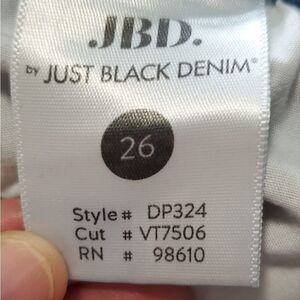 JBD.
by JUST BLACK DENIM®
26
Style # DP324
Cut # VT7506
RN # 98610